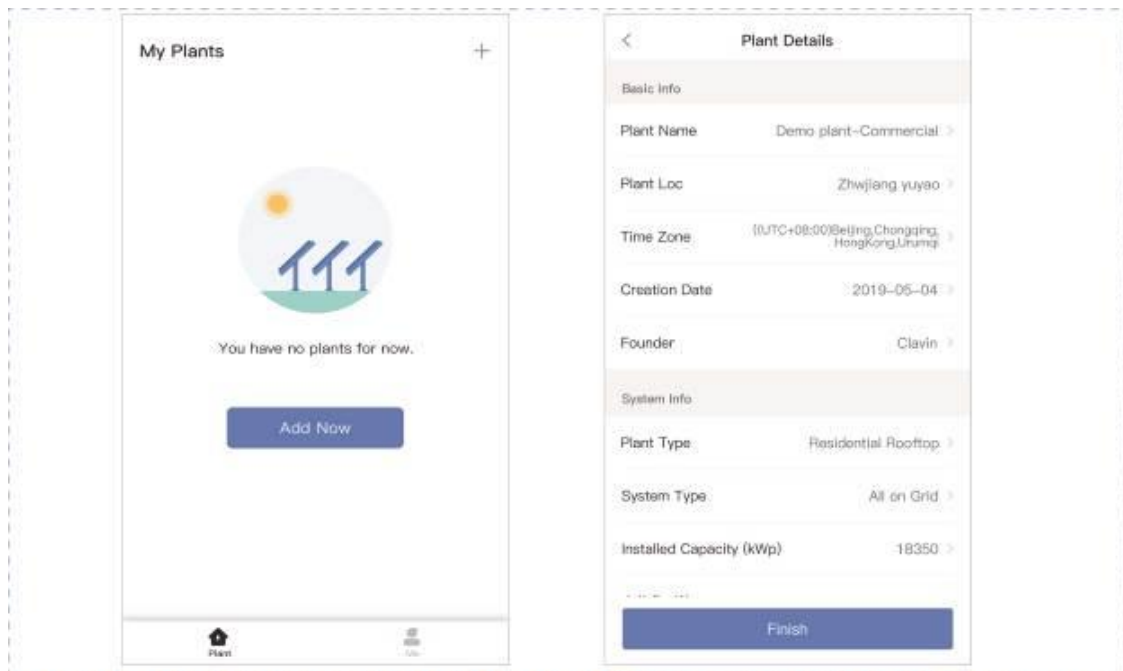 My Plants
+
You have no plants for now.
Add Now
Plant
Me
Plant Details
Basic Info
Plant Name Demo plant-Commercial
Plant Loc Zhwjiang yuyao
Time Zone ((UTC+08:00)Beijing,Chongqing,
HongKong,Urumqi
Creation Date 2019-05-04
Founder Clavin
System Info
Plant Type Residential Rooftop
System Type All on Grid
Installed Capacity (kWp) 18350
Finish